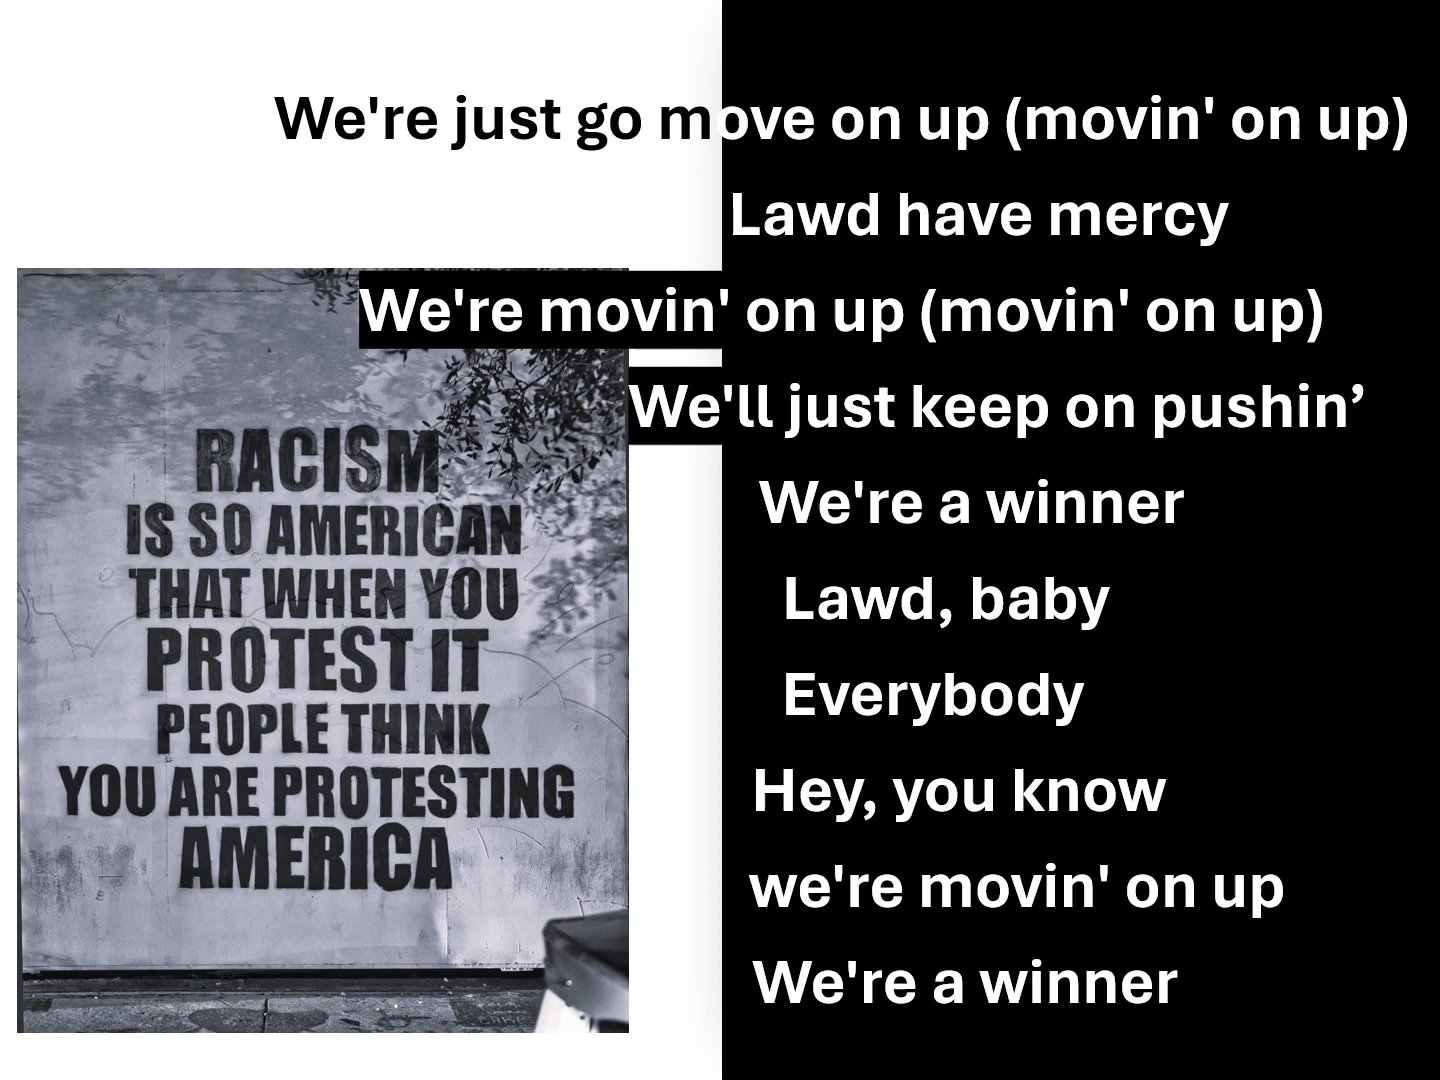 We're just go move on up (movin' on up)
Lawd have mercy
We're movin' on up (movin' on up)
We'll just keep on pushin’
We're a winner
Lawd, baby
Everybody
Hey, you know
we're movin' on up
We're a winner
RACISM
IS SO AMERICAN
THAT WHEN YOU
PROTEST IT
PEOPLE THINK
YOU ARE PROTESTING
AMERICA